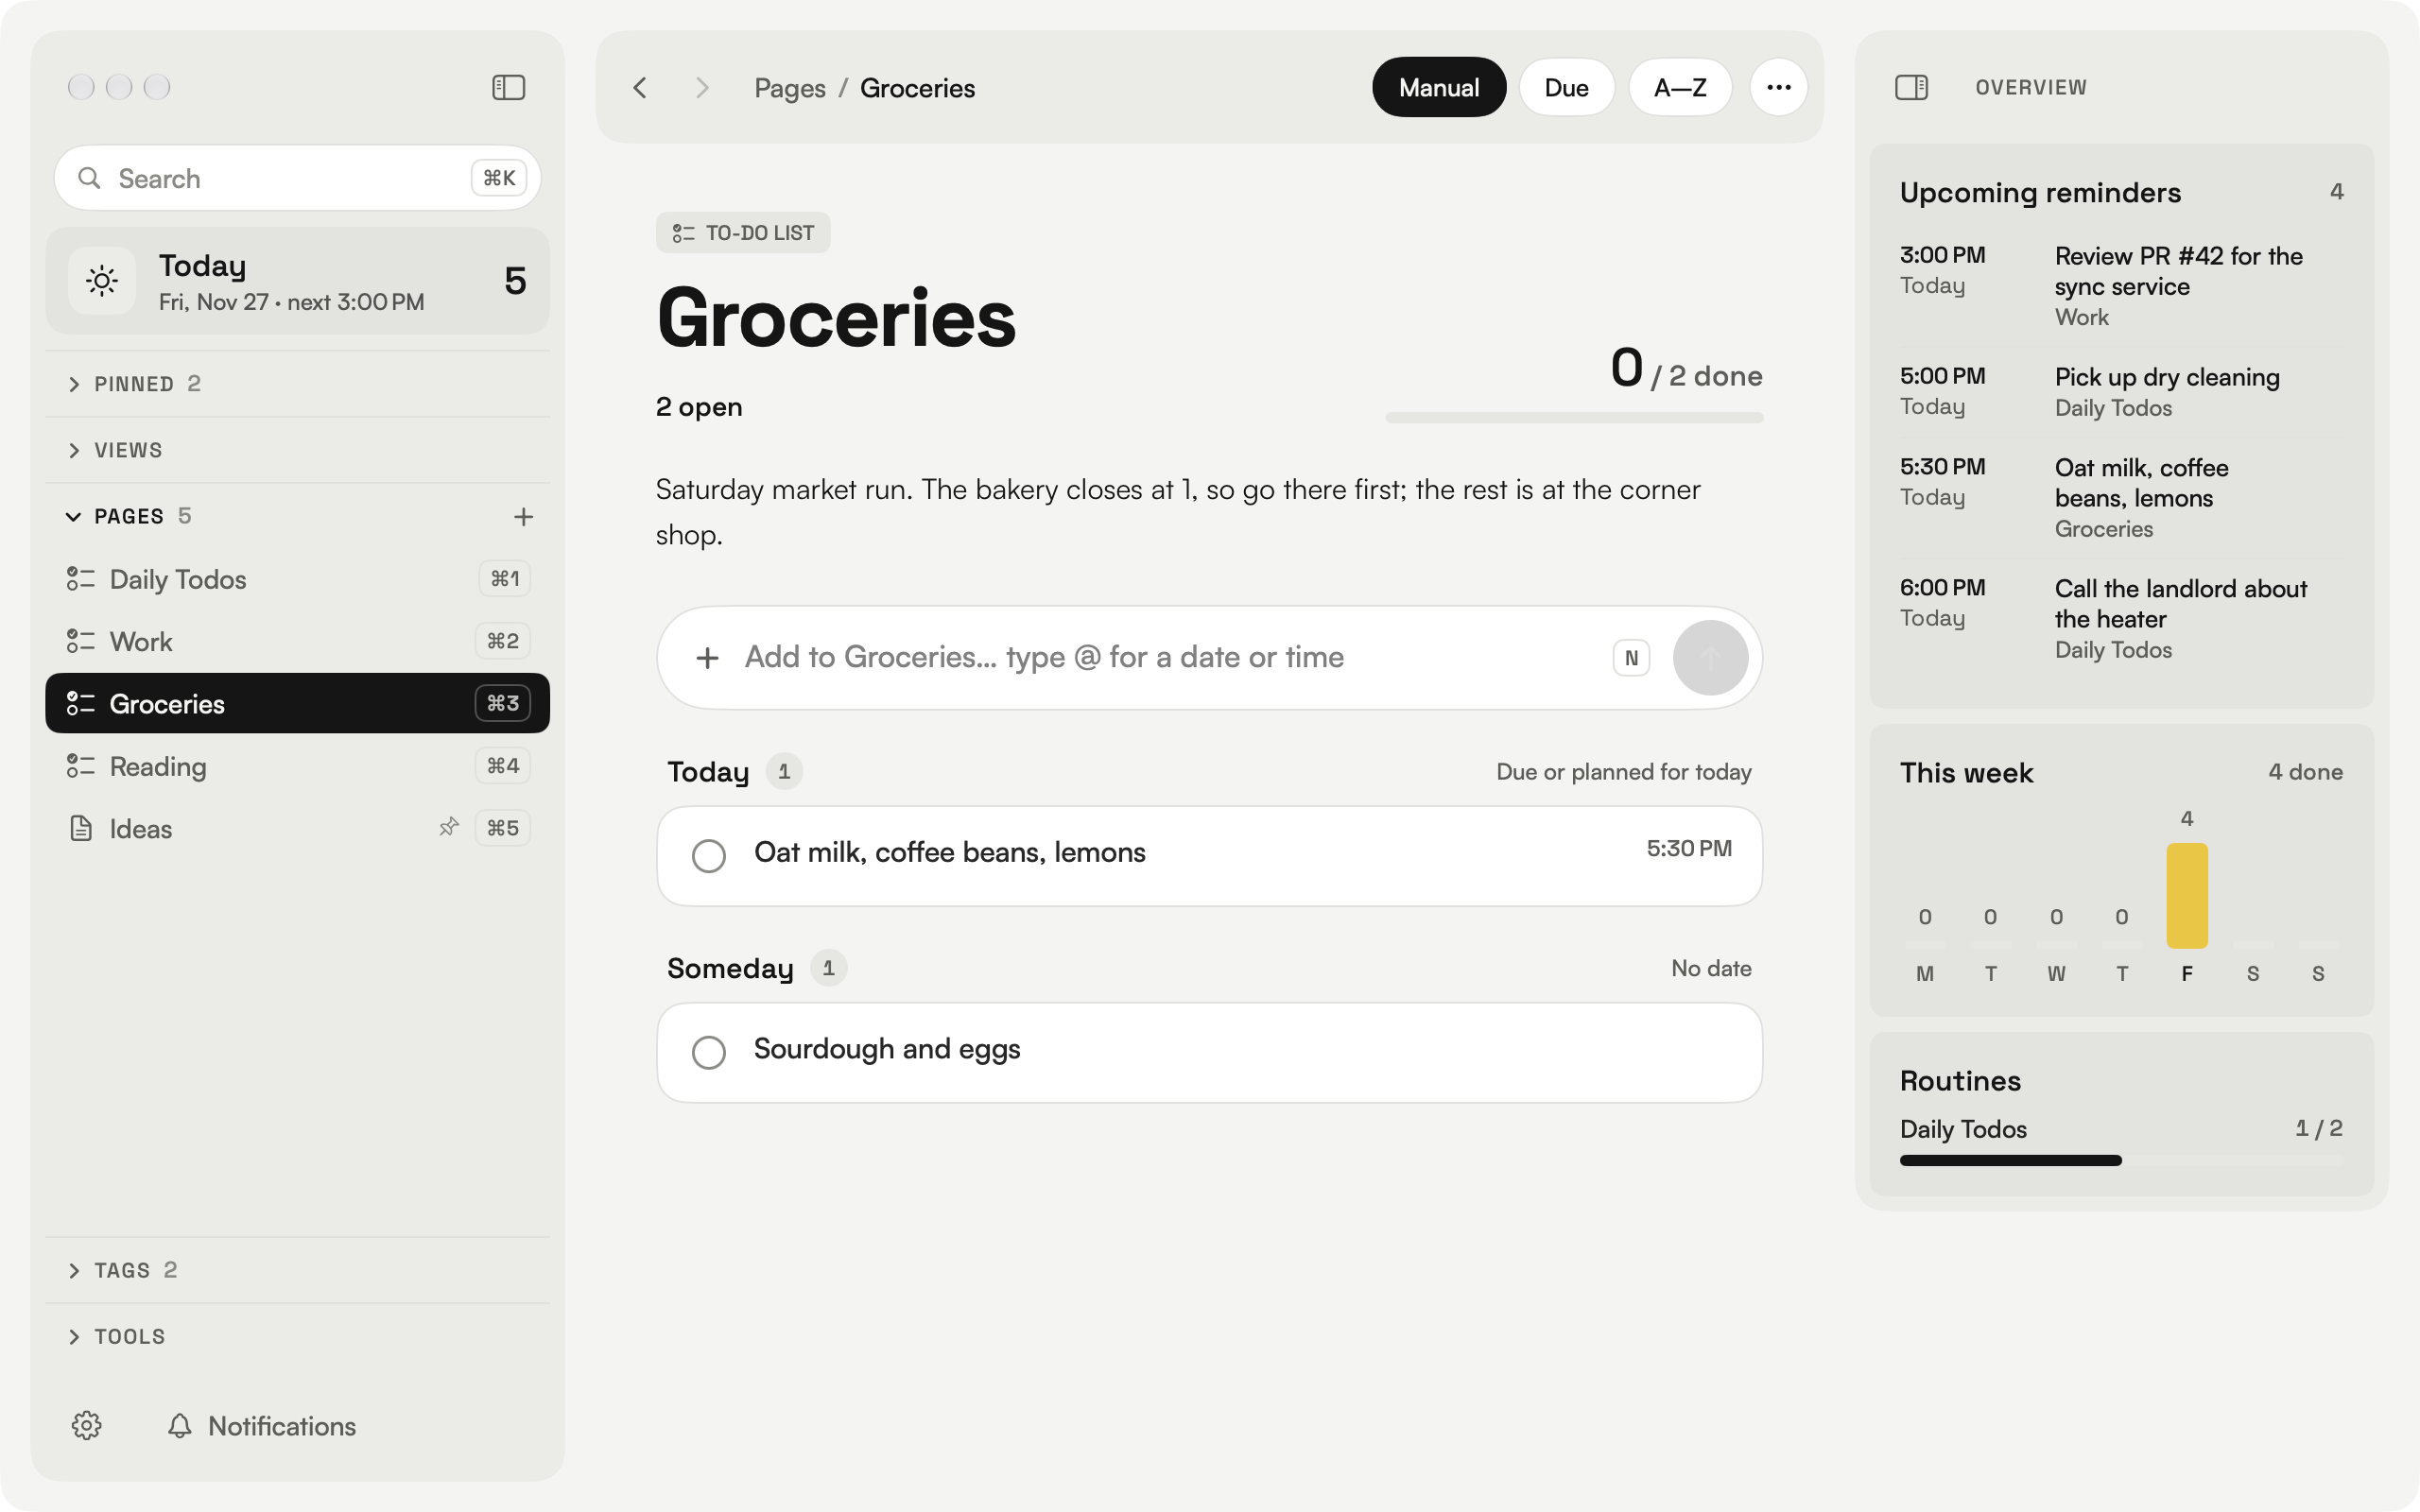 Search ⌘K
Today
Fri, Nov 27 · next 3:00 PM
5
PINNED 2
VIEWS
PAGES 5
Daily Todos ⌘1
Work ⌘2
Groceries ⌘3
Reading ⌘4
Ideas ⌘5
TAGS 2
TOOLS
Notifications
Pages / Groceries
Manual Due A—Z
TO-DO LIST
Groceries
2 open
0 / 2 done
Saturday market run. The bakery closes at 1, so go there first; the rest is at the corner
shop.
Add to Groceries... type @ for a date or time N
Today 1 Due or planned for today
Oat milk, coffee beans, lemons 5:30 PM
Someday 1 No date
Sourdough and eggs
OVERVIEW
Upcoming reminders 4
3:00 PM Review PR #42 for the
Today sync service
Work
5:00 PM Pick up dry cleaning
Today Daily Todos
5:30 PM Oat milk, coffee
Today beans, lemons
Groceries
6:00 PM Call the landlord about
Today the heater
Daily Todos
This week 4 done
4
0 0 0 0
M T W T F S S
Routines
Daily Todos 1 / 2